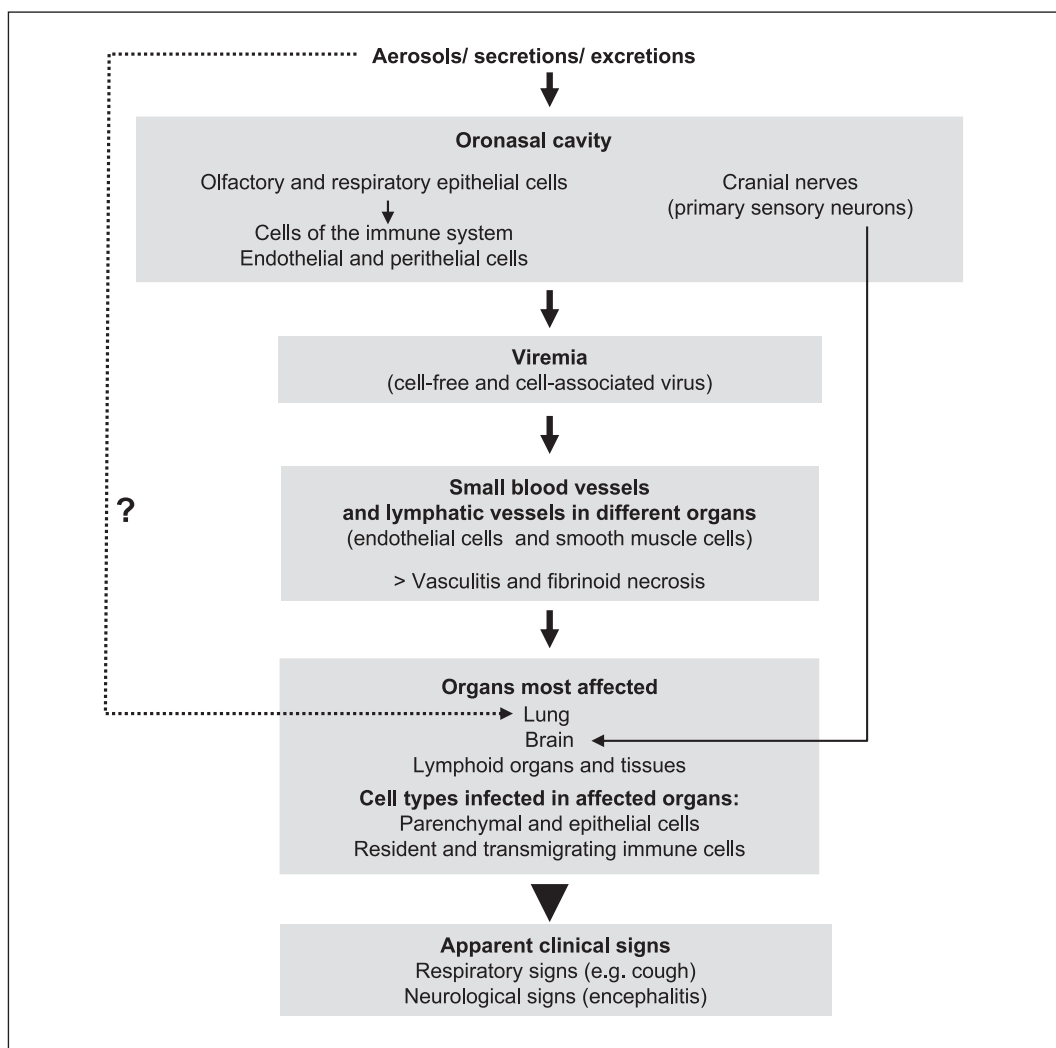 Aerosols/ secretions/ excretions
Oronasal cavity
Olfactory and respiratory epithelial cells
Cells of the immune system
Endothelial and perithelial cells
Cranial nerves
(primary sensory neurons)
Viremia
(cell-free and cell-associated virus)
Small blood vessels
and lymphatic vessels in different organs
(endothelial cells and smooth muscle cells)
> Vasculitis and fibrinoid necrosis
?
Organs most affected
Lung
Brain
Lymphoid organs and tissues
Cell types infected in affected organs:
Parenchymal and epithelial cells
Resident and transmigrating immune cells
Apparent clinical signs
Respiratory signs (e.g. cough)
Neurological signs (encephalitis)